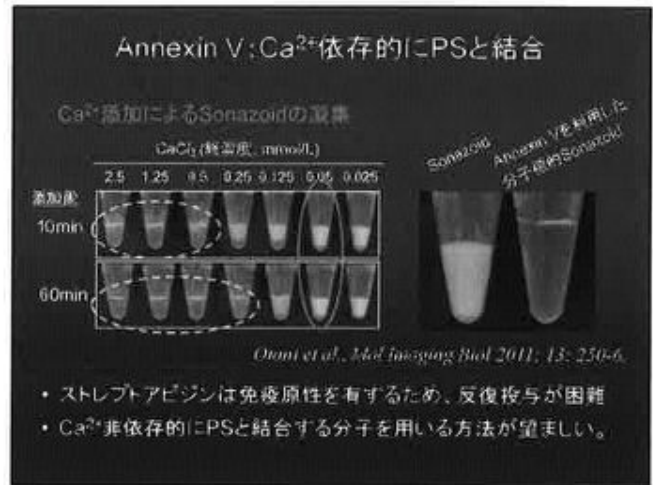 Annexin V:Ca²⁺依存的にPSと結合
Ca²⁺添加によるSonazoidの凝集
CaCl₂(終濃度, mmol/L)
2.5 1.25 0.5 0.25 0.125 0.05 0.025
添加後
10min
60min
Sonazoid
Annexin Vを利用した
分子標的Sonazoid
Otani et al., Mol Imaging Biol 2011; 13: 250-6.
• ストレプトアビジンは免疫原性を有するため、反復投与が困難
• Ca²⁺非依存的にPSと結合する分子を用いる方法が望ましい。